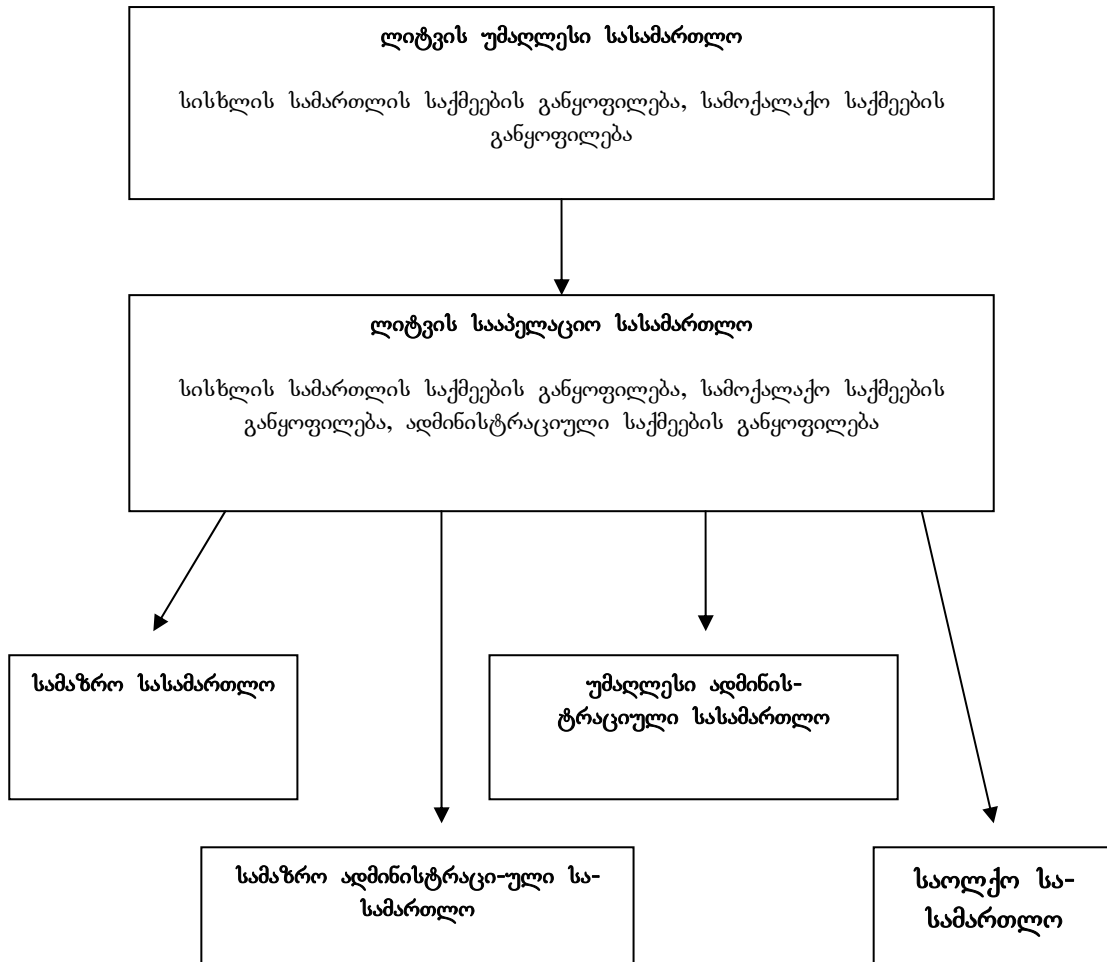 ლიტვის უმაღლესი სასამართლო
სისხლის სამართლის საქმეების განყოფილება, სამოქალაქო საქმეების
განყოფილება
ლიტვის სააპელაციო სასამართლო
სისხლის სამართლის საქმეების განყოფილება, სამოქალაქო საქმეების
განყოფილება, ადმინისტრაციული საქმეების განყოფილება
სამაზრო სასამართლო
უმაღლესი ადმინის-
ტრაციული სასამართლო
სამაზრო ადმინისტრაცი-ული სა-
სამართლო
საოლქო სა-
სამართლო